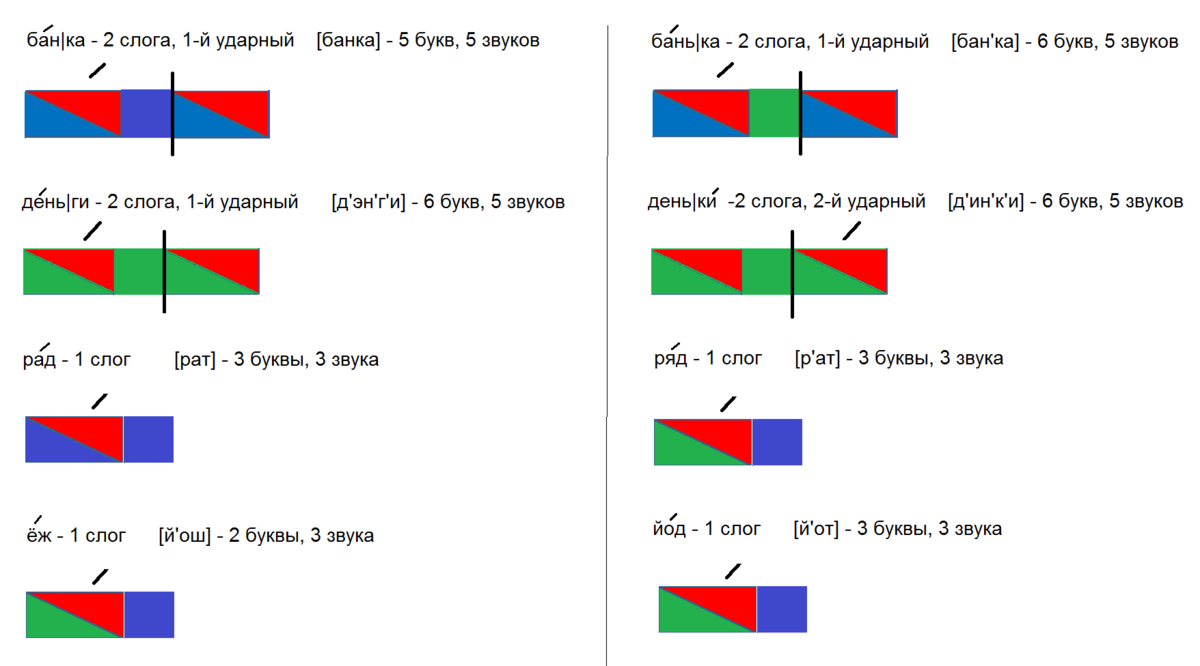 ба́н|ка - 2 слога, 1-й ударный [банка] - 5 букв, 5 звуков
де́нь|ги - 2 слога, 1-й ударный [д'эн'г'и] - 6 букв, 5 звуков
ра́д - 1 слог [рат] - 3 буквы, 3 звука
ёж - 1 слог [й'ош] - 2 буквы, 3 звука
ба́нь|ка - 2 слога, 1-й ударный [бан'ка] - 6 букв, 5 звуков
день|ки́ -2 слога, 2-й ударный [д'ин'к'и] - 6 букв, 5 звуков
ря́д - 1 слог [р'ат] - 3 буквы, 3 звука
йо́д - 1 слог [й'от] - 3 буквы, 3 звука